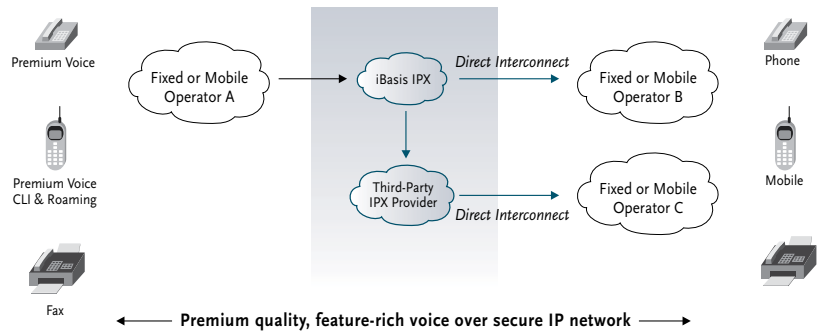 Premium Voice
Premium Voice
CLI & Roaming
Fax
Fixed or Mobile
Operator A
iBasis IPX
Direct Interconnect
Fixed or Mobile
Operator B
Third-Party
IPX Provider
Direct Interconnect
Fixed or Mobile
Operator C
Phone
Mobile
Premium quality, feature-rich voice over secure IP network